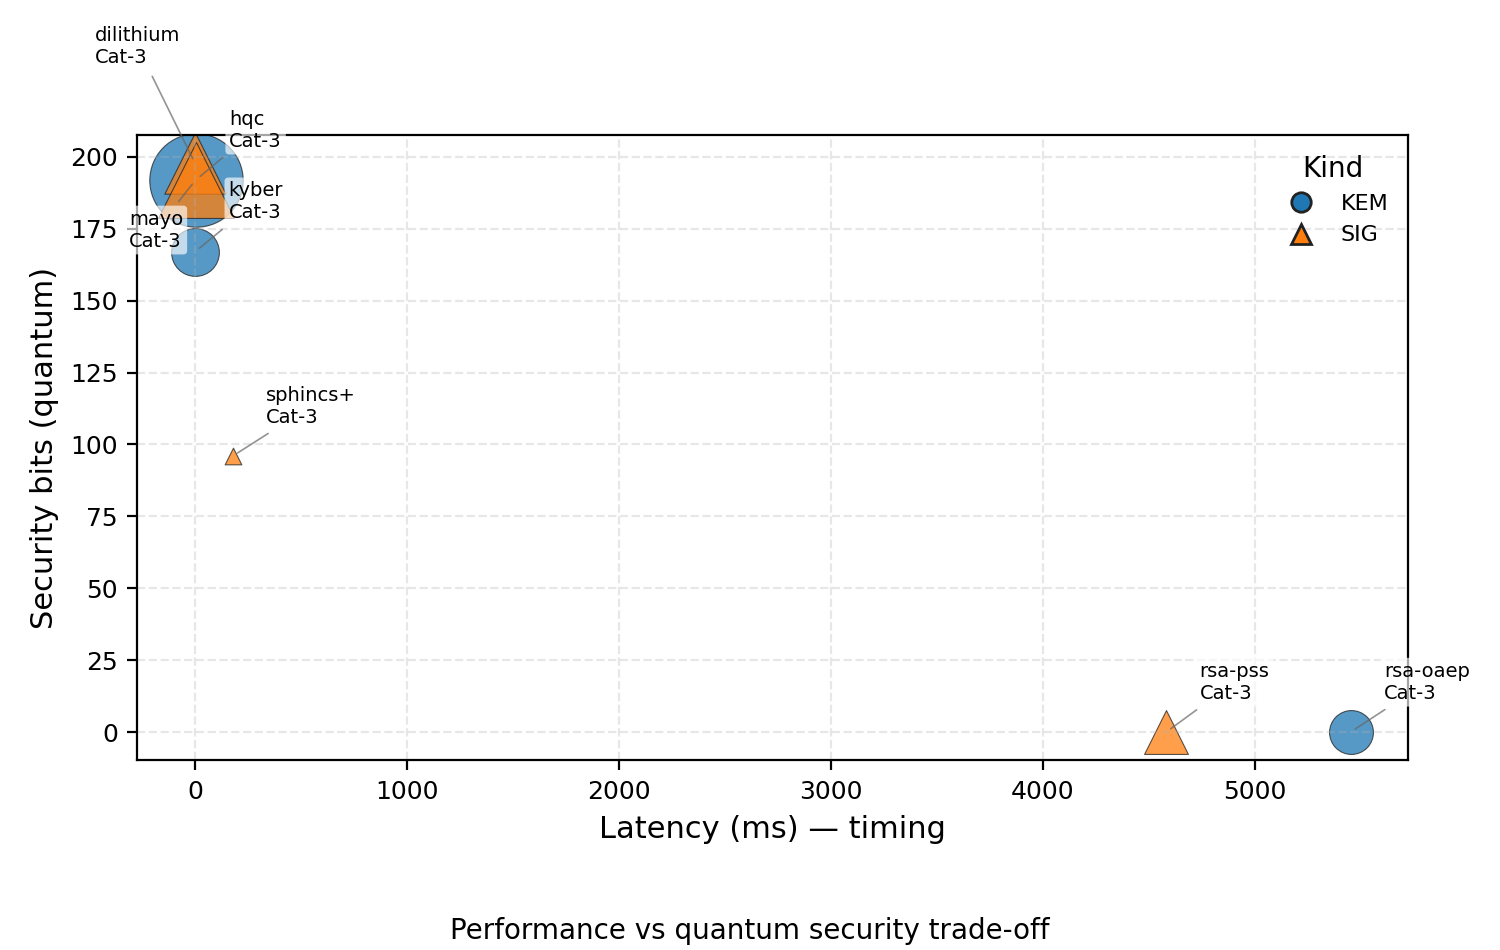 dilithium
Cat-3
hqc
Cat-3
kyber
Cat-3
mayo
Cat-3
sphincs+
Cat-3
rsa-pss
Cat-3
rsa-oaep
Cat-3
Kind
KEM
SIG
Security bits (quantum)
200
175
150
125
100
75
50
25
0
0
1000
2000
3000
4000
5000
Latency (ms) — timing
Performance vs quantum security trade-off